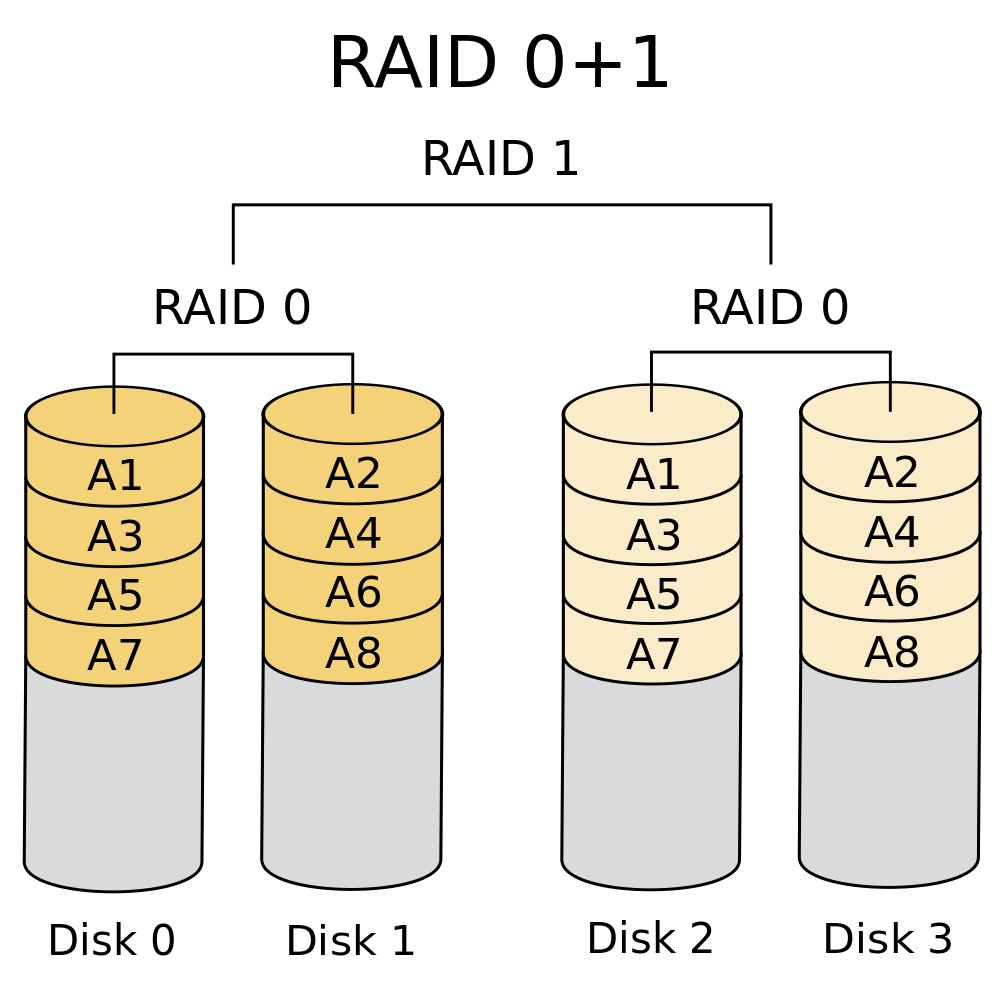 RAID 0+1
RAID 1
RAID 0
RAID 0
A1
A3
A5
A7
A2
A4
A6
A8
A1
A3
A5
A7
A2
A4
A6
A8
Disk 0
Disk 1
Disk 2
Disk 3